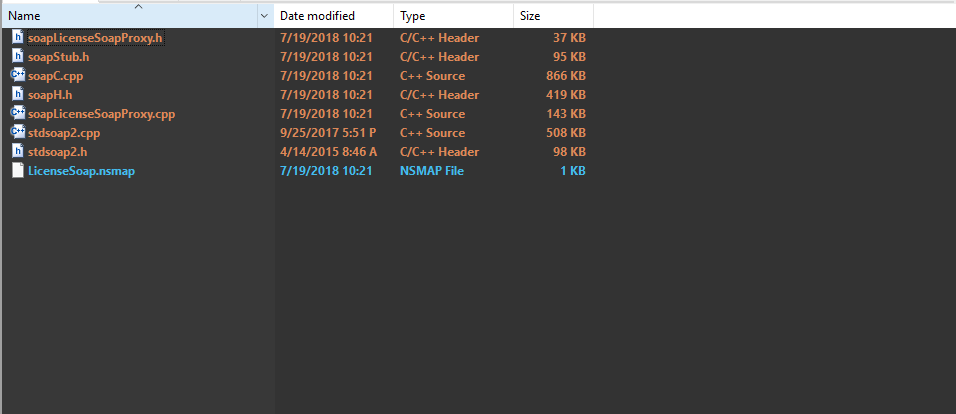 Name Date modified Type Size
soapLicenseSoapProxy.h 7/19/2018 10:21 C/C++ Header 37 KB
soapStub.h 7/19/2018 10:21 C/C++ Header 95 KB
soapC.cpp 7/19/2018 10:21 C++ Source 866 KB
soapH.h 7/19/2018 10:21 C/C++ Header 419 KB
soapLicenseSoapProxy.cpp 7/19/2018 10:21 C++ Source 143 KB
stdsoap2.cpp 9/25/2017 5:51 P C++ Source 508 KB
stdsoap2.h 4/14/2015 8:46 A C/C++ Header 98 KB
LicenseSoap.nsmap 7/19/2018 10:21 NSMAP File 1 KB